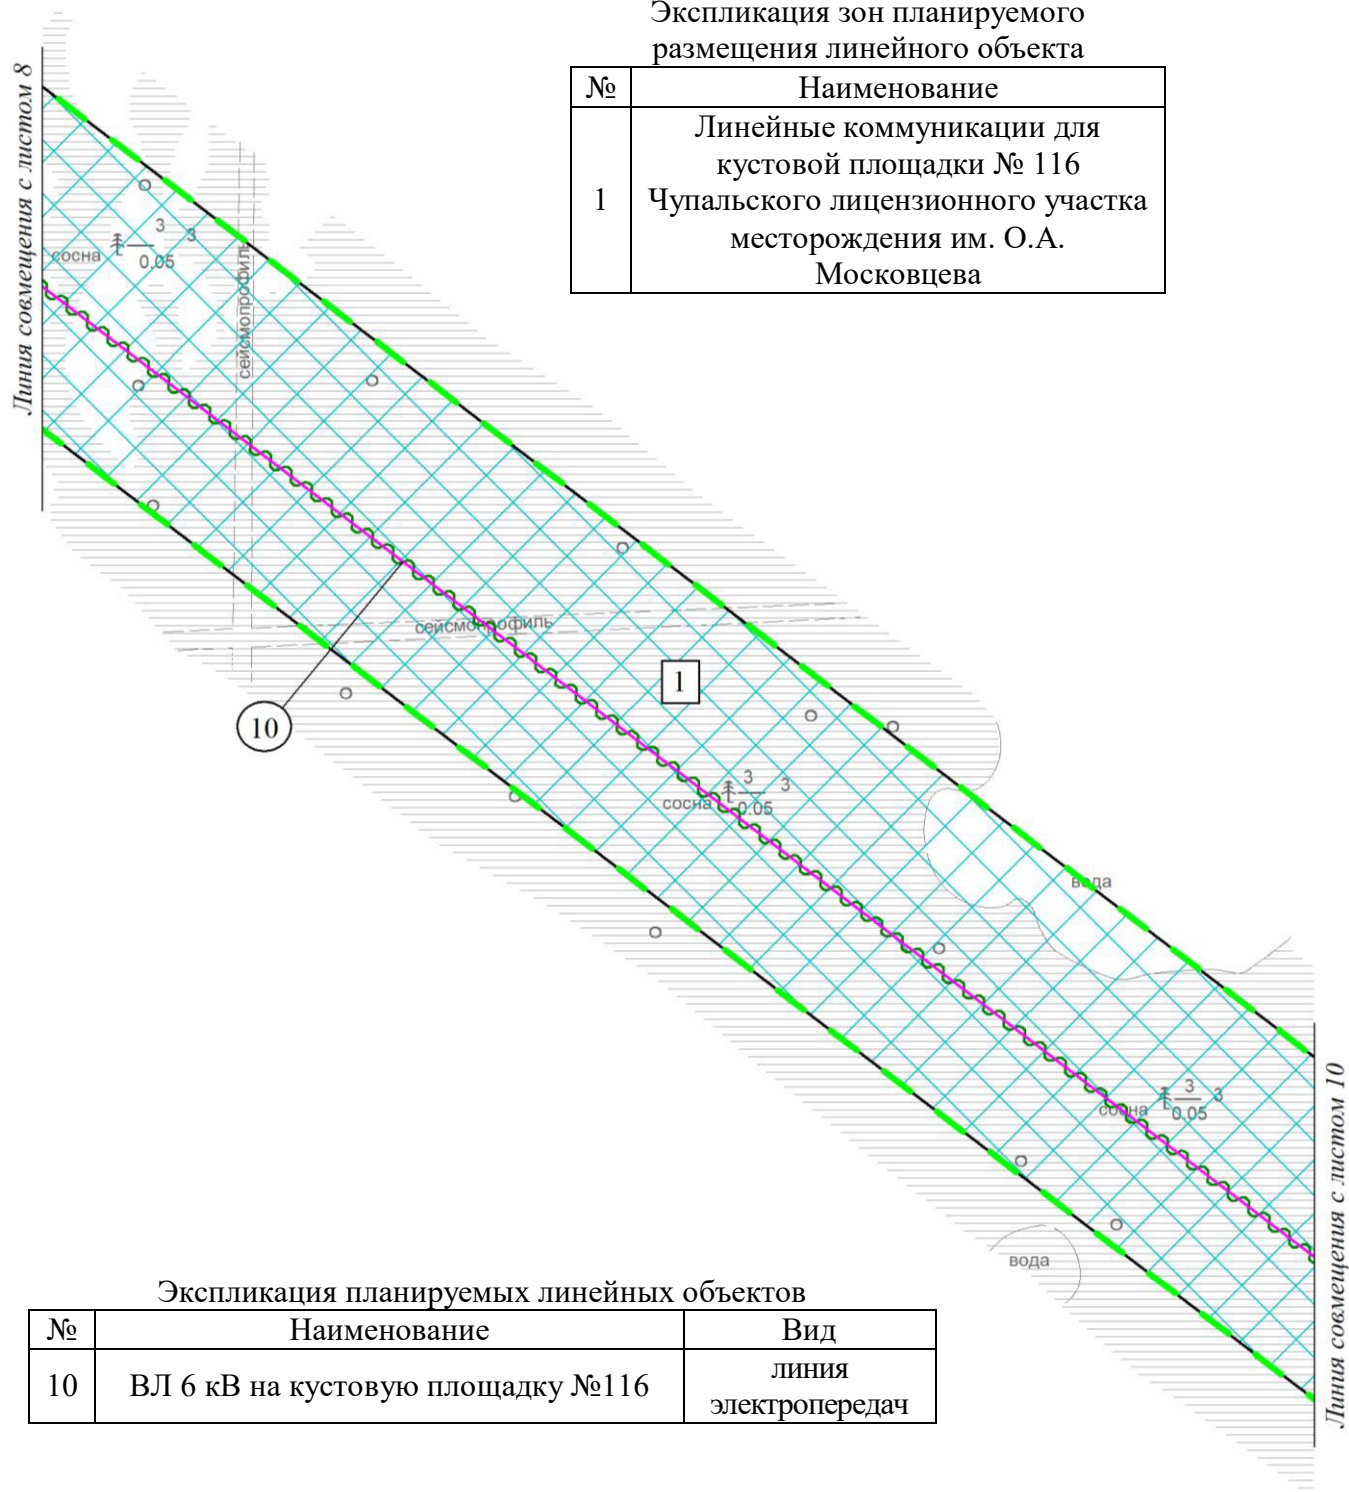 Экспликация зон планируемого
размещения линейного объекта
№ Наименование
1 Линейные коммуникации для
кустовой площадки № 116
Чупальского лицензионного участка
месторождения им. О.А.
Московцева
Линия совмещения с листом 8
сосна 3 3
0.05
сейсмопрофиль
сейсмопрофиль
1
10
сосна 3 3
0.05
вода
сосна 3 3
0.05
вода
Линия совмещения с листом 10
Экспликация планируемых линейных объектов
№ Наименование Вид
10 ВЛ 6 кВ на кустовую площадку №116 линия
электропередач